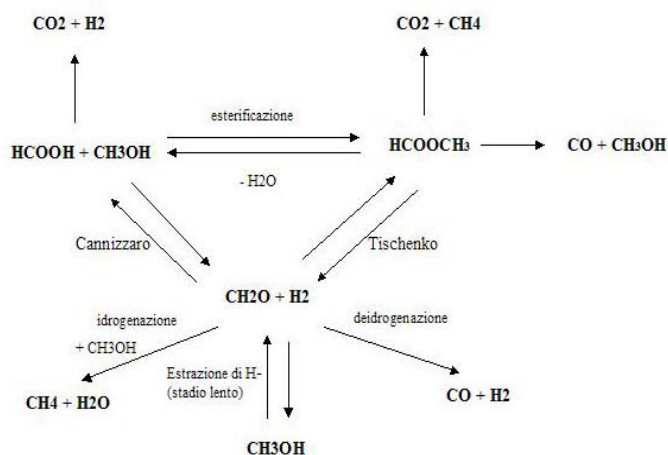 CO2 + H2
CO2 + CH4
esterificazione
HCOOH + CH3OH
HCOOCH3
CO + CH3OH
- H2O
Cannizzaro
Tischenko
CH2O + H2
idrogenazione
+ CH3OH
deidrogenazione
Estrazione di H-
(stadio lento)
CH4 + H2O
CO + H2
CH3OH